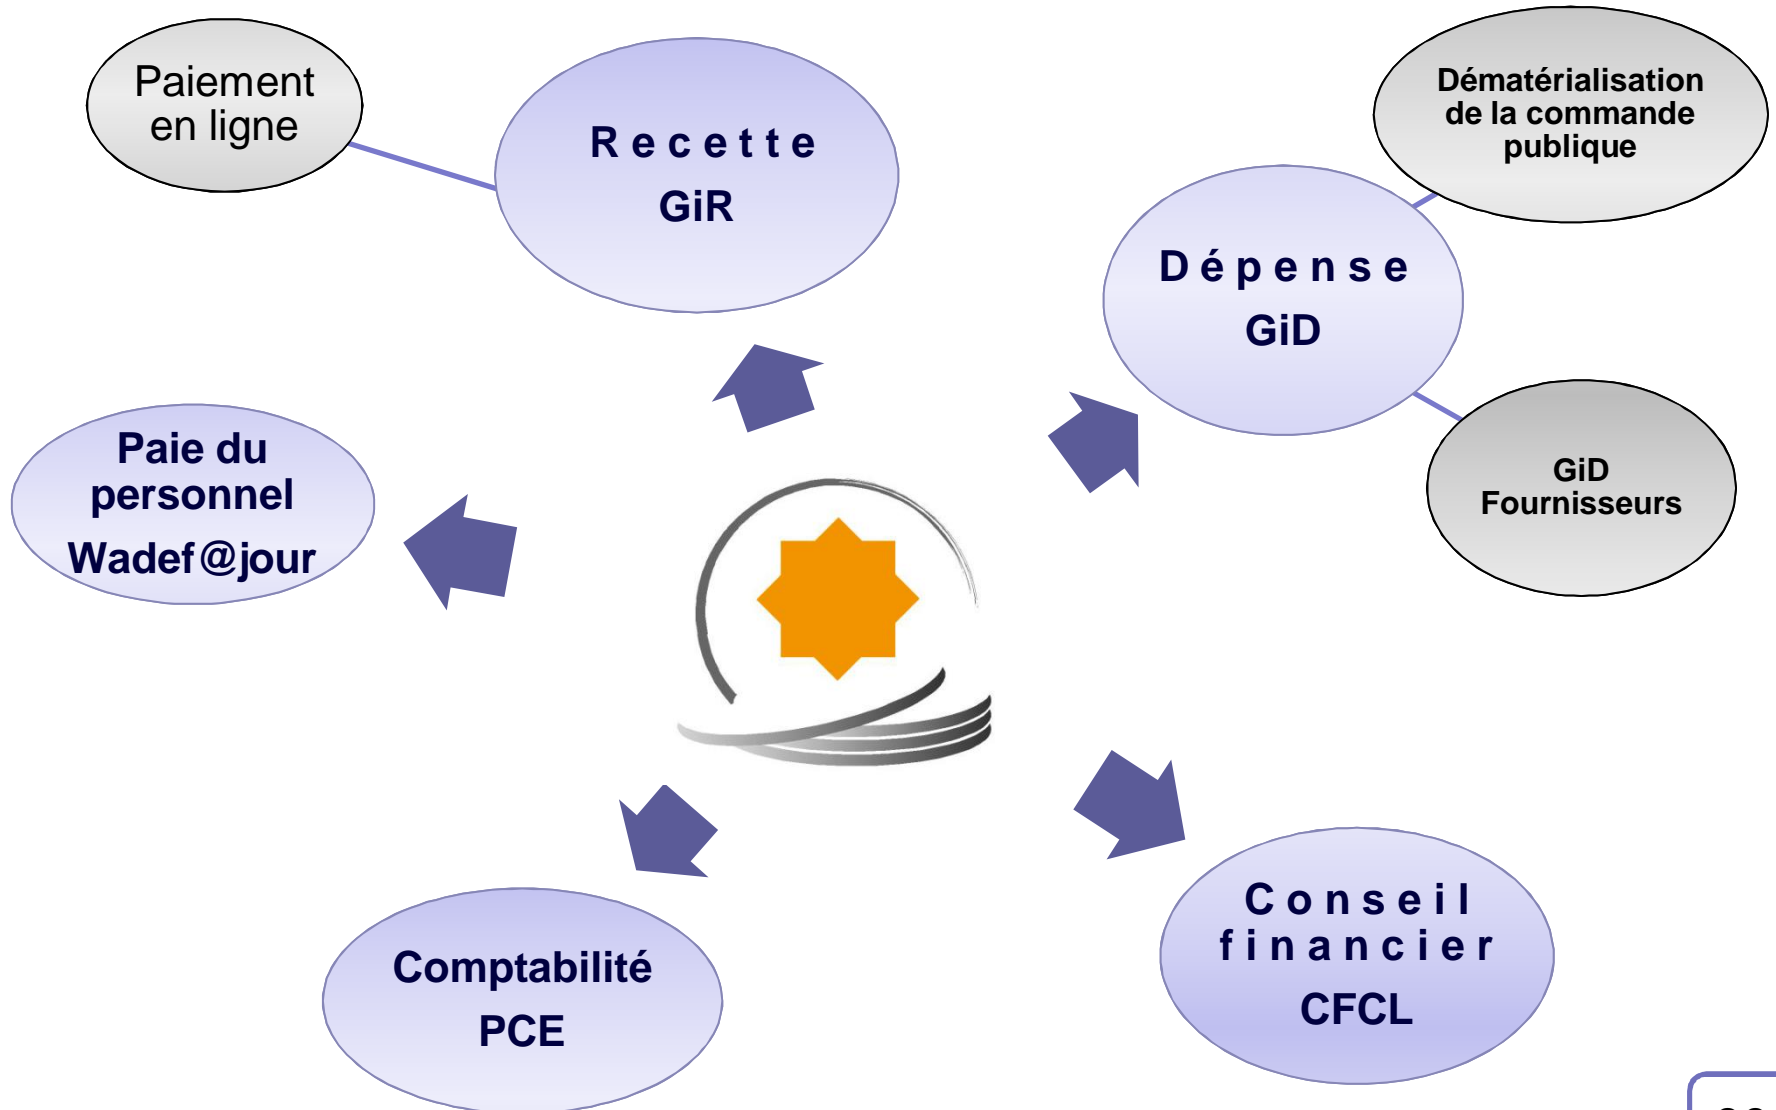 Paiement
en ligne
Recette
GiR
Dématérialisation
de la commande
publique
Dépense
GiD
GiD
Fournisseurs
Paie du
personnel
Wadef@jour
Comptabilité
PCE
Conseil
financier
CFCL